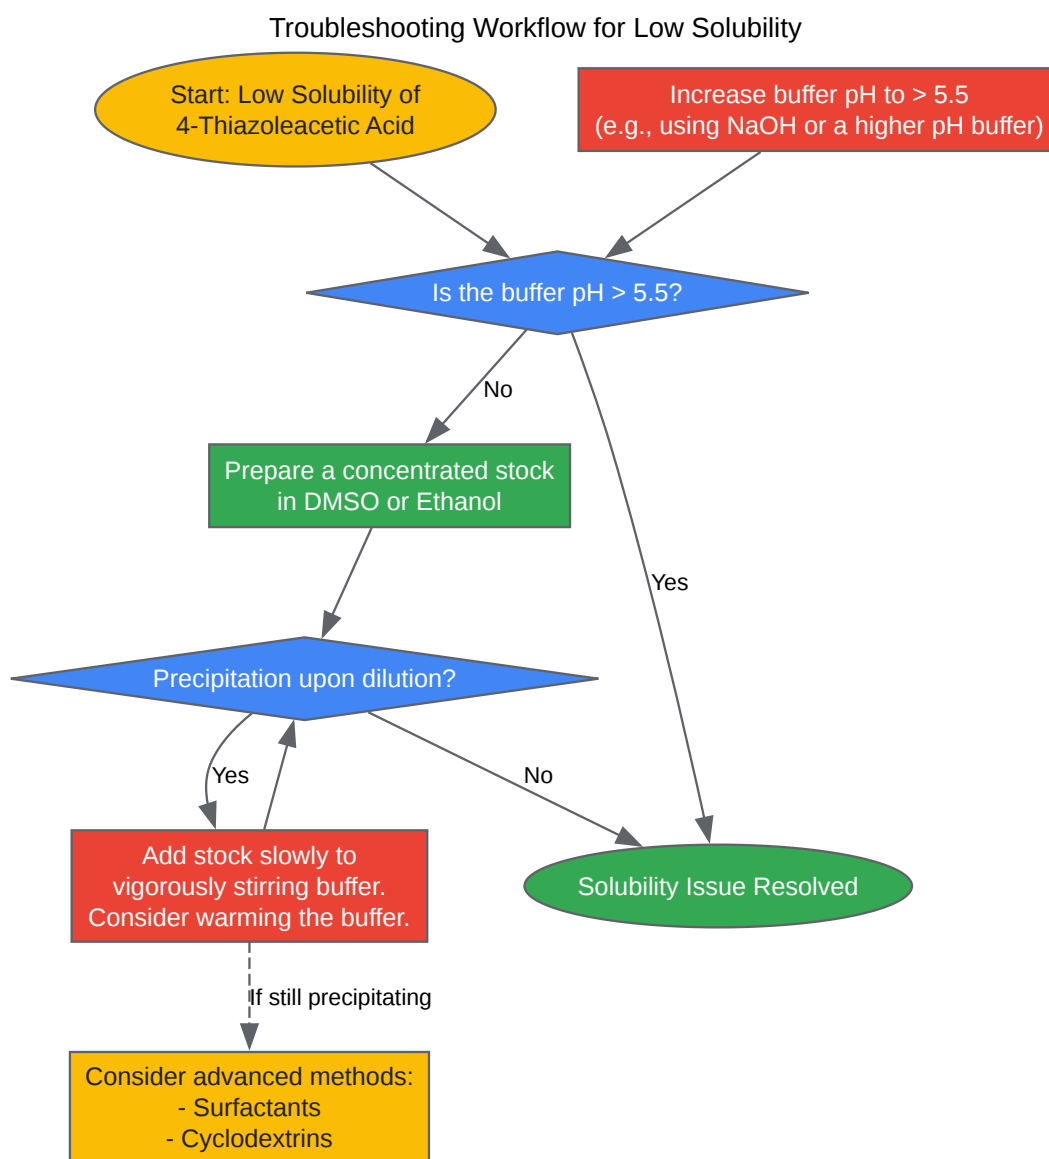 Troubleshooting Workflow for Low Solubility
Start: Low Solubility of
4-Thiazoleacetic Acid
Increase buffer pH to > 5.5
(e.g., using NaOH or a higher pH buffer)
Is the buffer pH > 5.5?
No
Prepare a concentrated stock
in DMSO or Ethanol
Yes
Precipitation upon dilution?
Yes
No
Add stock slowly to
vigorously stirring buffer.
Consider warming the buffer.
Solubility Issue Resolved
If still precipitating
Consider advanced methods:
- Surfactants
- Cyclodextrins